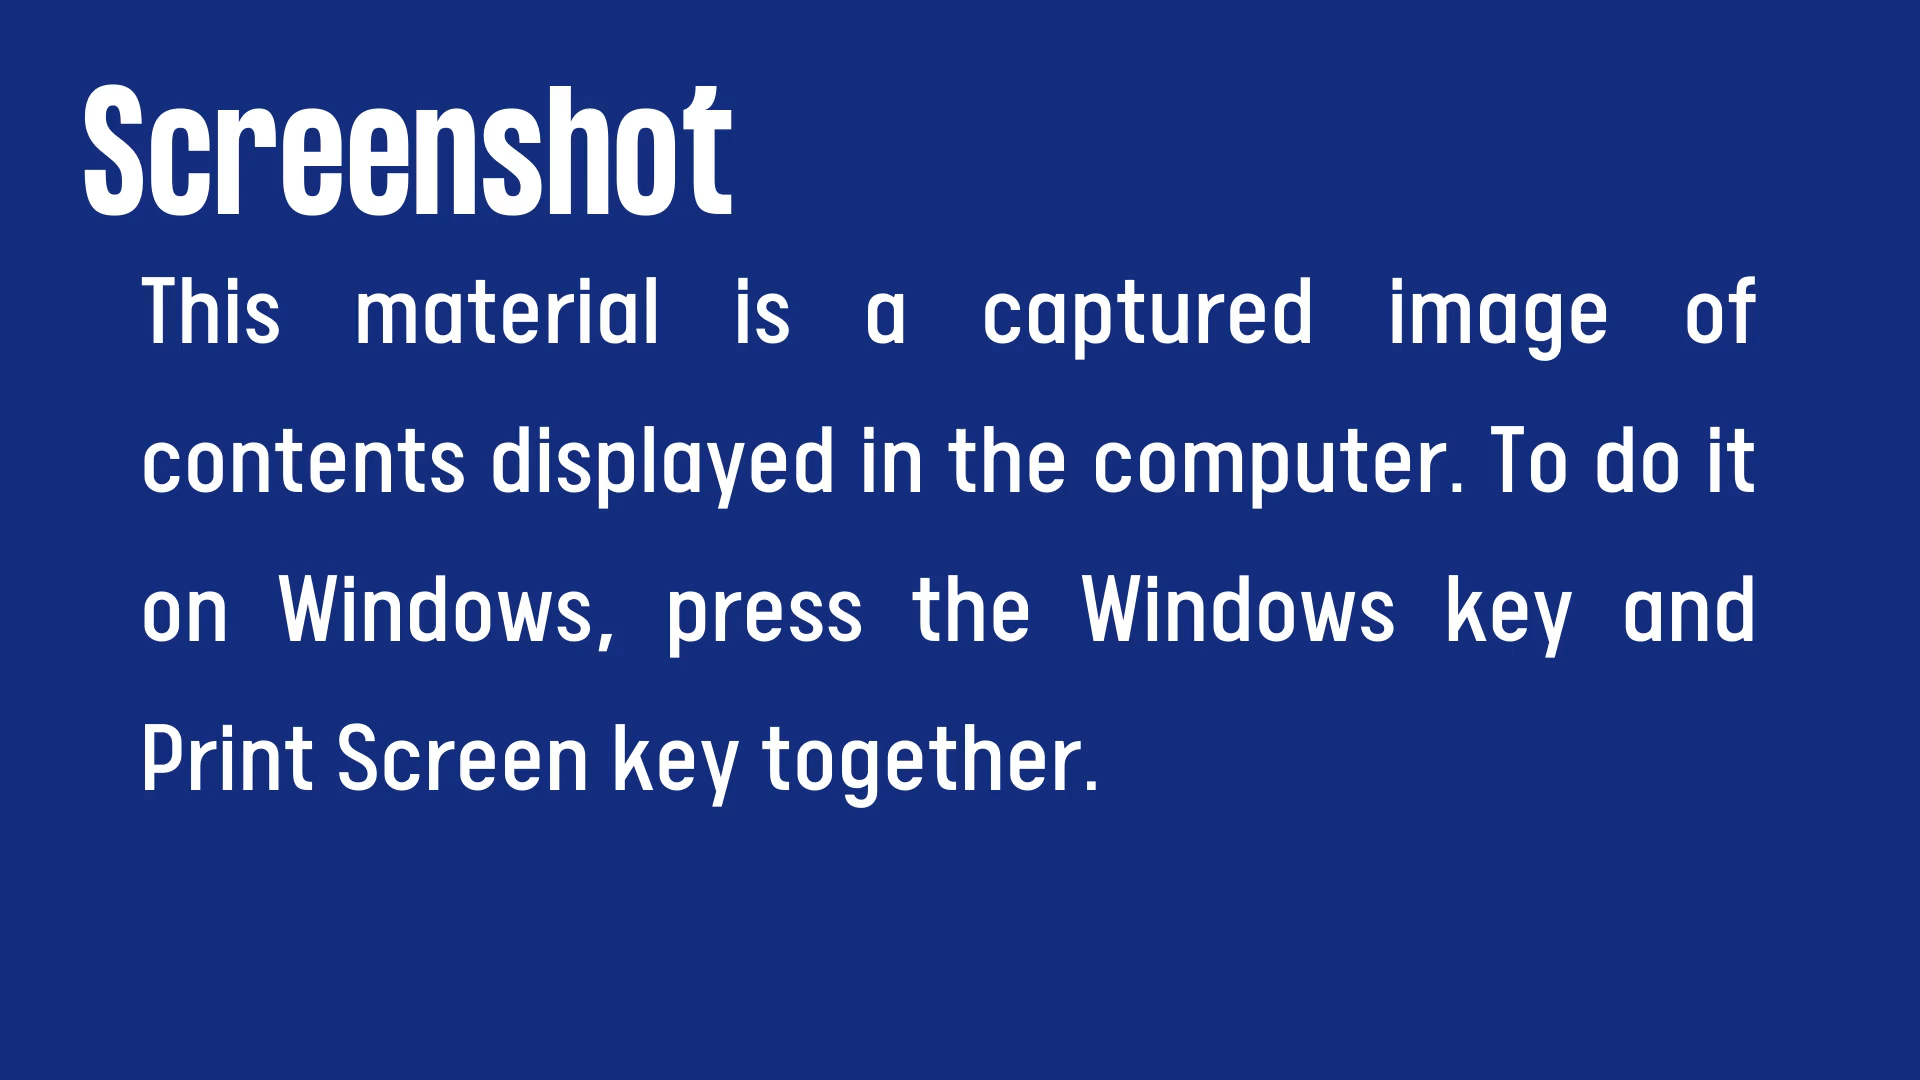 Screenshot
This material is a captured image of
contents displayed in the computer. To do it
on Windows, press the Windows key and
Print Screen key together.